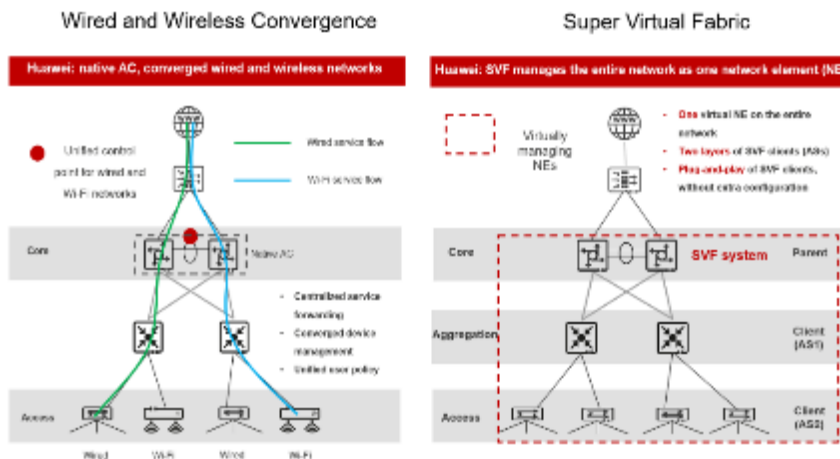 Wired and Wireless Convergence
Huawei: native AC, converged wired and wireless networks
WWW
Unified control
point for wired and
Wi-Fi networks
Wired service flow
Wi-Fi service flow
Core
Native AC
- Centralized service
forwarding
- Converged device
management
- Unified user policy
Access
Wired
Wi-Fi
Wired
Wi-Fi
Super Virtual Fabric
Huawei: SVF manages the entire network as one network element (NE
WWW
Virtually
managing
NEs
- One virtual NE on the entire
network
- Two layers of SVF clients (ASs)
- Plug-and-play of SVF clients,
without extra configuration
Core
SVF system
Parent
Aggregation
Client
(AS1)
Access
Client
(AS2)